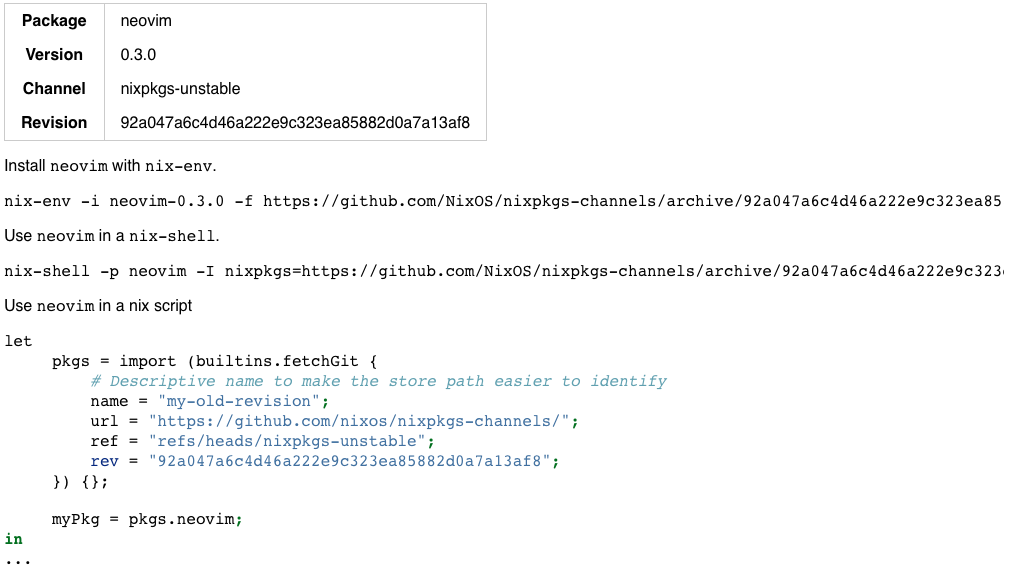 Package neovim
Version 0.3.0
Channel nixpkgs-unstable
Revision 92a047a6c4d46a222e9c323ea85882d0a7a13af8
Install neovim with nix-env.
nix-env -i neovim-0.3.0 -f https://github.com/NixOS/nixpkgs-channels/archive/92a047a6c4d46a222e9c323ea85
Use neovim in a nix-shell.
nix-shell -p neovim -I nixpkgs=https://github.com/NixOS/nixpkgs-channels/archive/92a047a6c4d46a222e9c323
Use neovim in a nix script
let
     pkgs = import (builtins.fetchGit {
         # Descriptive name to make the store path easier to identify
         name = "my-old-revision";
         url = "https://github.com/nixos/nixpkgs-channels/";
         ref = "refs/heads/nixpkgs-unstable";
         rev = "92a047a6c4d46a222e9c323ea85882d0a7a13af8";
     }) {};
     myPkg = pkgs.neovim;
in
...